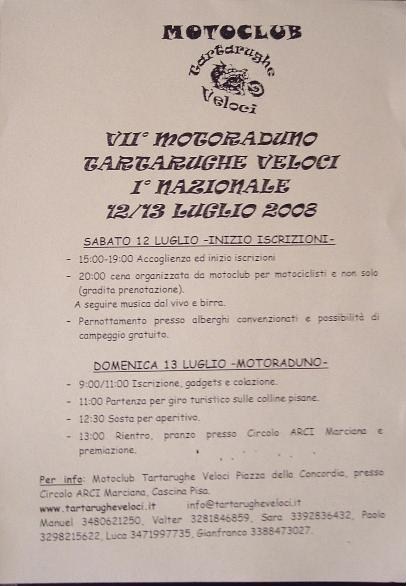 MOTOCLUB
Tartarughe
Veloci
VII° MOTORADUNO
TARTARUGHE VELOCI
I° NAZIONALE
12/13 LUGLIO 2008
SABATO 12 LUGLIO -INIZIO ISCRIZIONI-
- 15:00-19:00 Accoglienza ed inizio iscrizioni
- 20:00 cena organizzata da motoclub per motociclisti e non solo
(gradita prenotazione).
A seguire musica dal vivo e birra.
- Pernottamento presso alberghi convenzionati e possibilità di
campeggio gratuito.
DOMENICA 13 LUGLIO -MOTORADUNO-
- 9:00/11:00 Iscrizione, gadgets e colazione.
- 11:00 Partenza per giro turistico sulle colline pisane.
- 12:30 Sosta per aperitivo.
- 13:00 Rientro, pranzo presso Circolo ARCI Marciana e
premiazione.
Per info: Motoclub Tartarughe Veloci Piazza della Concordia, presso
Circolo ARCI Marciana, Cascina Pisa.
www.tartarugheveloci.it info@tartarugheveloci.it
Manuel 3480621250, Valter 3281846859, Sara 3392836432, Paolo
3298215622, Luca 3471997735, Gianfranco 3388473027.